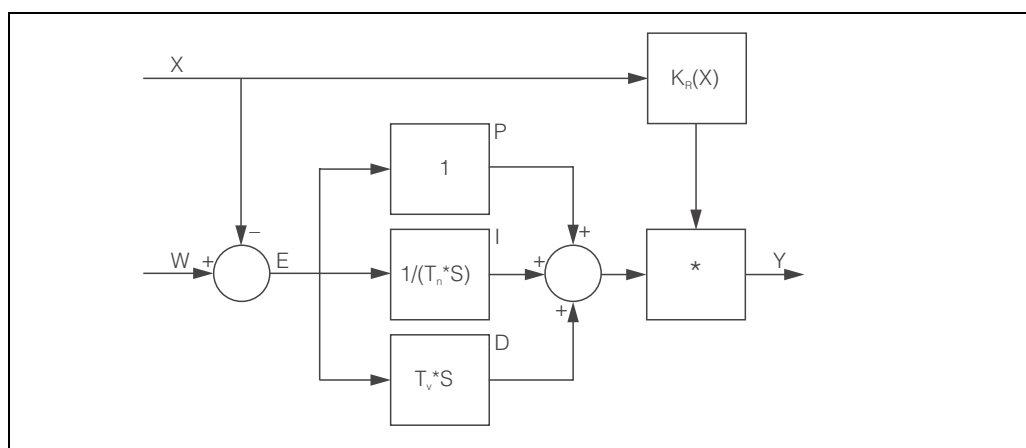 X
K_R(X)
P
1
+
–
W
+
E
I
1/(T_n*S)
+
*
Y
+
D
T_v*S